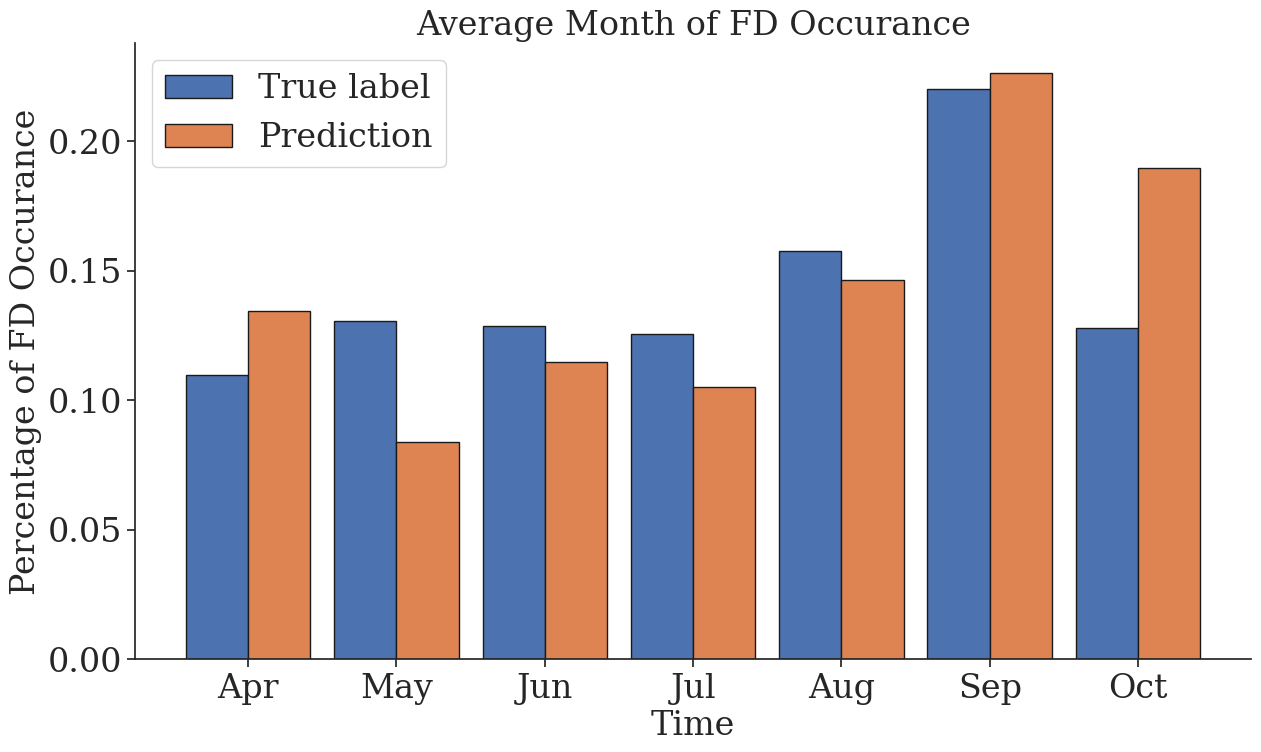 Average Month of FD Occurance
True label
Prediction
Percentage of FD Occurance
0.20
0.15
0.10
0.05
0.00
Apr May Jun Jul Aug Sep Oct
Time